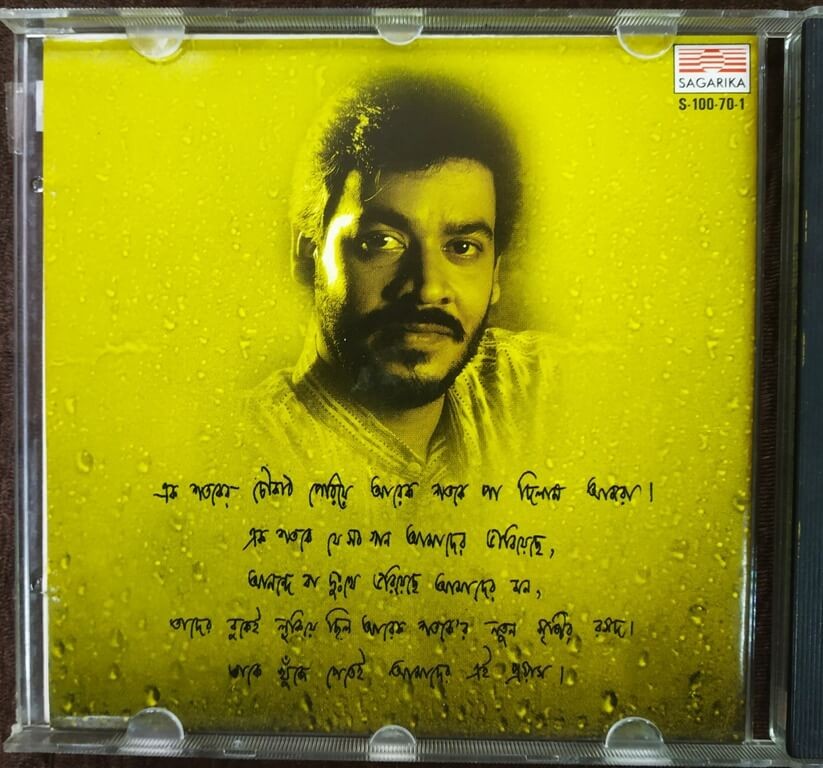 SAGARIKA
S-100-70-1
এক শতকের চৌকাঠ পেরিয়ে আরেক শতকে পা দিলাম আমরা।
এক শতকে যে সব গান আমাদের ভরিয়েছে,
আনন্দে বা দুঃখে ভরিয়েছে আমাদের মন,
তাদের বুকেই লুকিয়ে ছিল আরেক শতকে'র নতুন সৃষ্টির রসদ।
তাকে খুঁজে পেতেই আমাদের এই প্রয়াস।